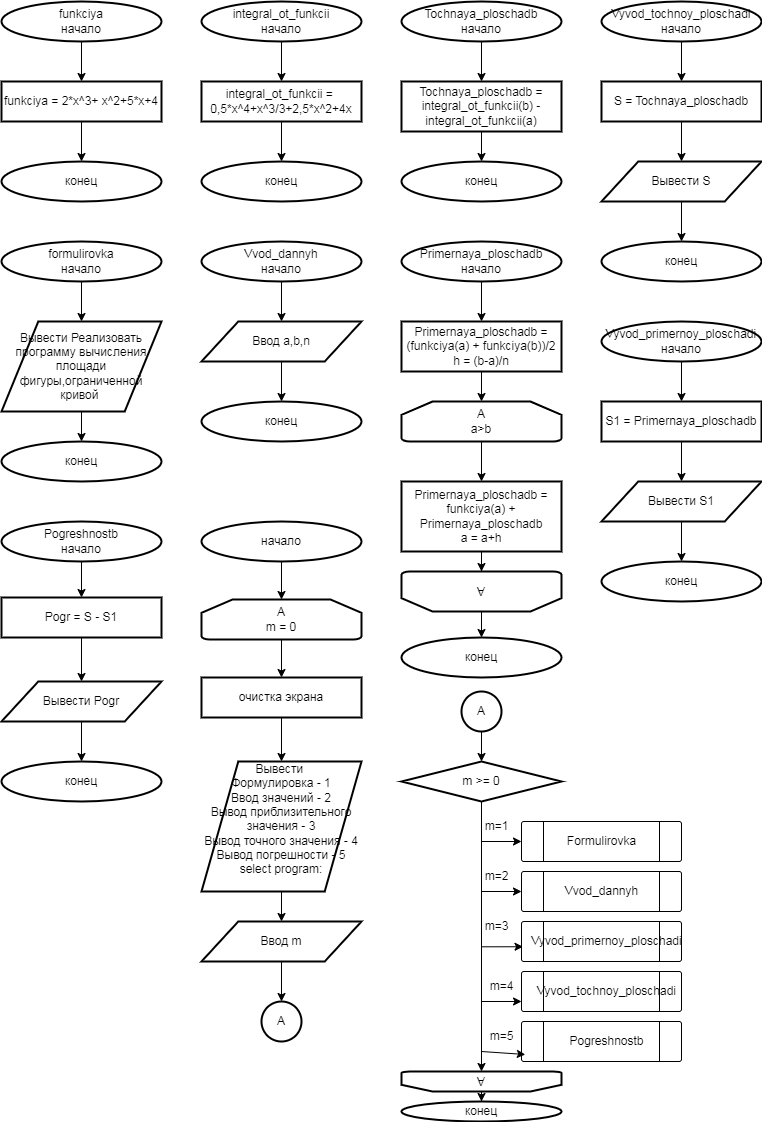 funkciya
начало
funkciya = 2*x^3+ x^2+5*x+4
конец
integral_ot_funkcii
начало
integral_ot_funkcii =
0,5*x^4+x^3/3+2,5*x^2+4x
конец
Tochnaya_ploschadb
начало
Tochnaya_ploschadb =
integral_ot_funkcii(b) -
integral_ot_funkcii(a)
конец
Vyvod_tochnoy_ploschadi
начало
S = Tochnaya_ploschadb
Вывести S
конец
formulirovka
начало
Вывести Реализовать
программу вычисления
площади
фигуры,ограниченной
кривой
конец
Vvod_dannyh
начало
Ввод a,b,n
конец
Primernaya_ploschadb
начало
Primernaya_ploschadb =
(funkciya(a) + funkciya(b))/2
h = (b-a)/n
A
a>b
Primernaya_ploschadb =
funkciya(a) +
Primernaya_ploschadb
a = a+h
A
конец
Vyvod_primernoy_ploschadi
начало
S1 = Primernaya_ploschadb
Вывести S1
конец
Pogreshnostb
начало
Pogr = S - S1
Вывести Pogr
конец
начало
A
m = 0
очистка экрана
Вывести
Формулировка - 1
Ввод значений - 2
Вывод приблизительного
значения - 3
Вывод точного значения - 4
Вывод погрешности - 5
select program:
Ввод m
A
A
m >= 0
m=1
Formulirovka
m=2
Vvod_dannyh
m=3
Vyvod_primernoy_ploschadi
m=4
Vyvod_tochnoy_ploschadi
m=5
Pogreshnostb
A
конец